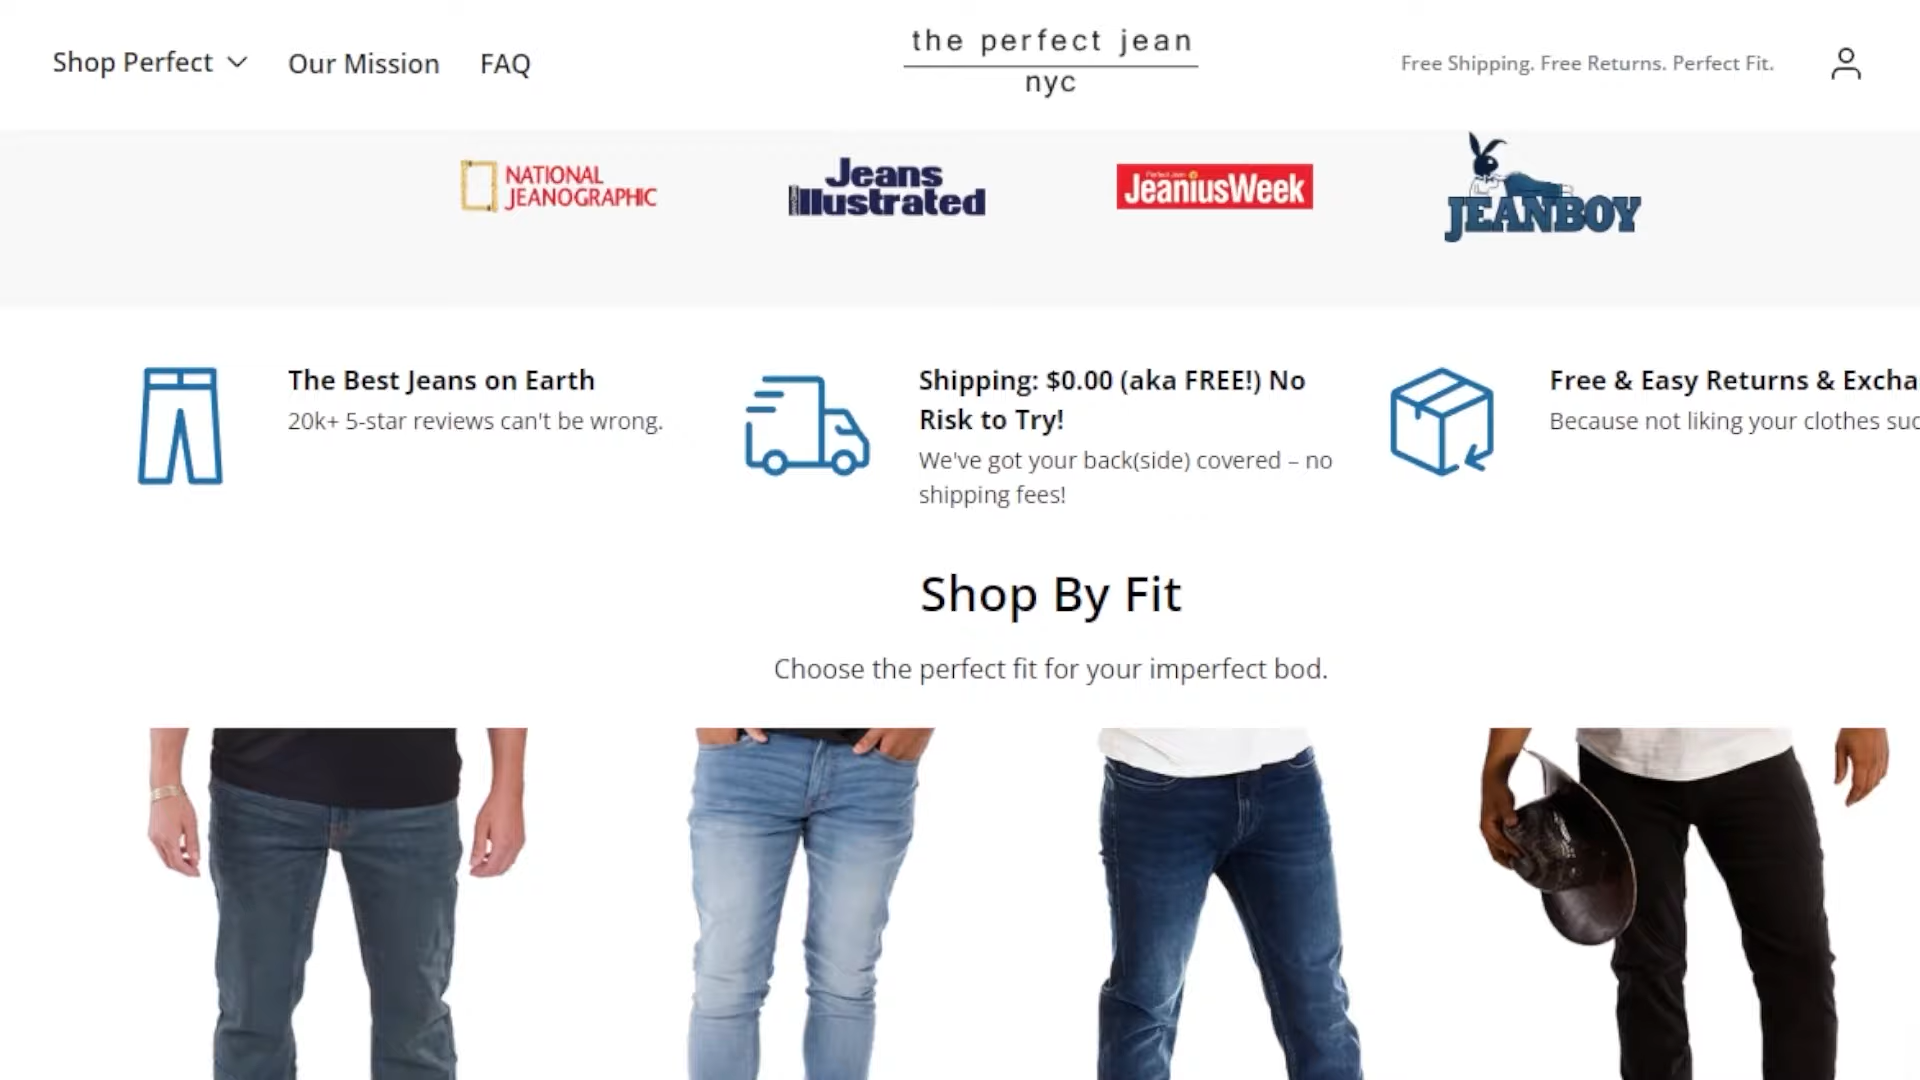 Shop Perfect
Our Mission
FAQ
the perfect jean
nyc
Free Shipping. Free Returns. Perfect Fit.
NATIONAL
JEANOGRAPHIC
Jeans
Illustrated
JeaniusWeek
JEANBOY
The Best Jeans on Earth
20k+ 5-star reviews can't be wrong.
Shipping: $0.00 (aka FREE!) No
Risk to Try!
We've got your back(side) covered – no
shipping fees!
Free & Easy Returns & Excha
Because not liking your clothes suc
Shop By Fit
Choose the perfect fit for your imperfect bod.